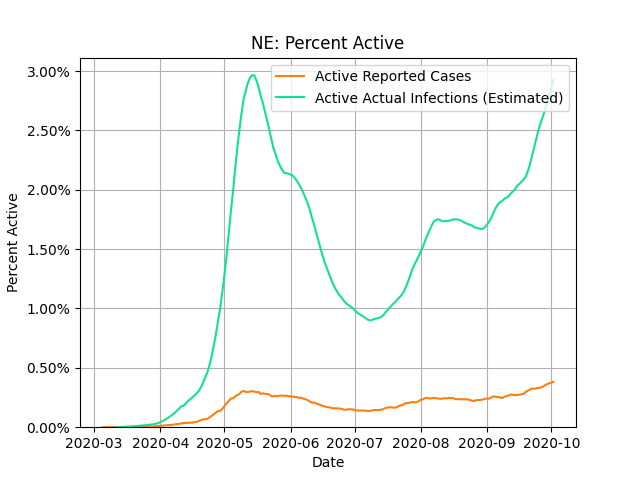 NE: Percent Active
Active Reported Cases
Active Actual Infections (Estimated)
Percent Active
3.00%
2.50%
2.00%
1.50%
1.00%
0.50%
0.00%
2020-03 2020-04 2020-05 2020-06 2020-07 2020-08 2020-09 2020-10
Date